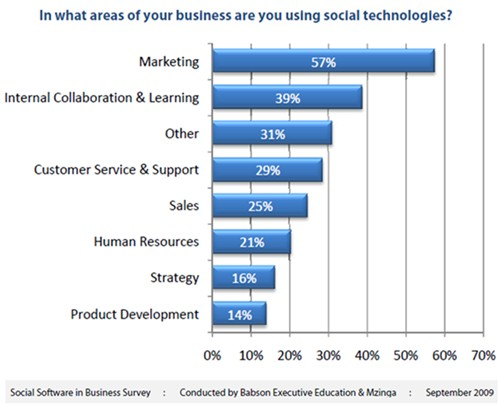 In what areas of your business are you using social technologies?
Marketing 57%
Internal Collaboration & Learning 39%
Other 31%
Customer Service & Support 29%
Sales 25%
Human Resources 21%
Strategy 16%
Product Development 14%
0% 10% 20% 30% 40% 50% 60% 70%
Social Software in Business Survey : Conducted by Babson Executive Education & Mzinga : September 2009